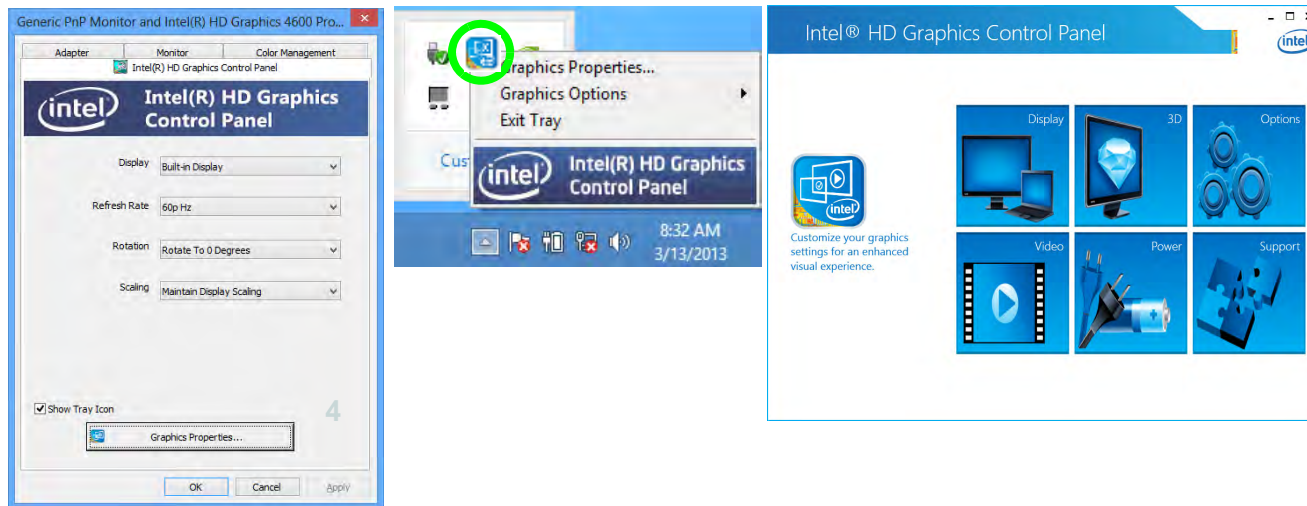 Generic PnP Monitor and Intel(R) HD Graphics 4600 Pro...
Adapter Monitor Color Management
Intel(R) HD Graphics Control Panel
intel Intel(R) HD Graphics
Control Panel
Display Built-in Display
Refresh Rate 60p Hz
Rotation Rotate To 0 Degrees
Scaling Maintain Display Scaling
Show Tray Icon
4
Graphics Properties...
OK Cancel Apply
Graphics Properties...
Graphics Options
Exit Tray
Cus
intel Intel(R) HD Graphics
Control Panel
8:32 AM
3/13/2013
Intel® HD Graphics Control Panel
intel
Display 3D Options
intel
Customize your graphics
settings for an enhanced
visual experience.
Video Power Support